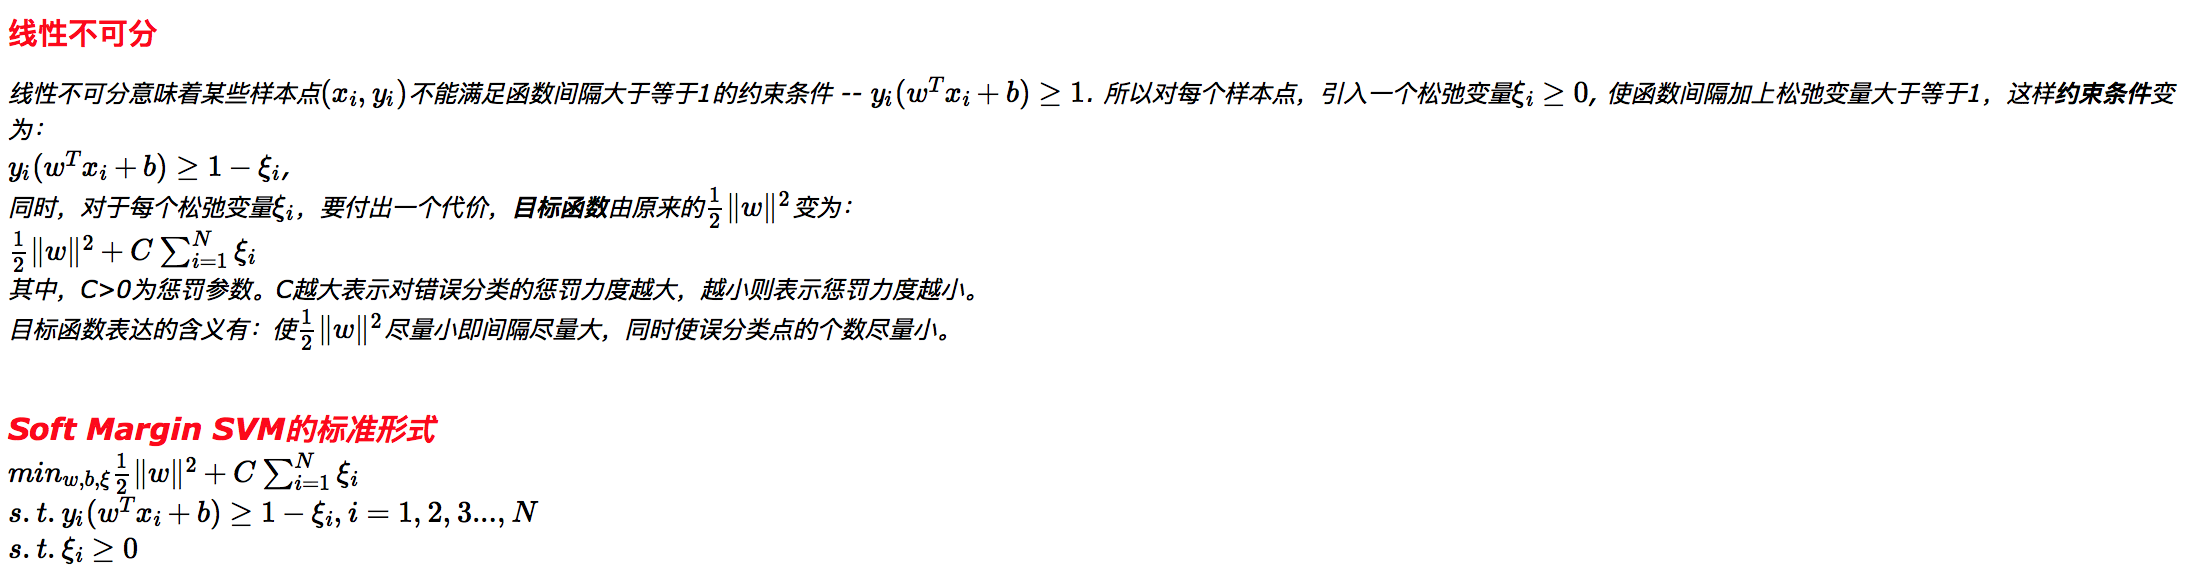 线性不可分
线性不可分意味着某些样本点(x_i, y_i)不能满足函数间隔大于等于1的约束条件 -- y_i(w^T x_i + b) ≥ 1. 所以对每个样本点，引入一个松弛变量ξ_i ≥ 0, 使函数间隔加上松弛变量大于等于1，这样约束条件变
为：
y_i(w^T x_i + b) ≥ 1 − ξ_i,
同时，对于每个松弛变量ξ_i，要付出一个代价，目标函数由原来的\frac{1}{2}‖w‖^2变为：
\frac{1}{2}‖w‖^2 + C ∑_{i=1}^N ξ_i
其中，C>0为惩罚参数。C越大表示对错误分类的惩罚力度越大，越小则表示惩罚力度越小。
目标函数表达的含义有：使\frac{1}{2}‖w‖^2尽量小即间隔尽量大，同时使误分类点的个数尽量小。
Soft Margin SVM的标准形式
min_{w,b,ξ} \frac{1}{2}‖w‖^2 + C ∑_{i=1}^N ξ_i
s.t. y_i(w^T x_i + b) ≥ 1 − ξ_i, i = 1, 2, 3..., N
s.t. ξ_i ≥ 0